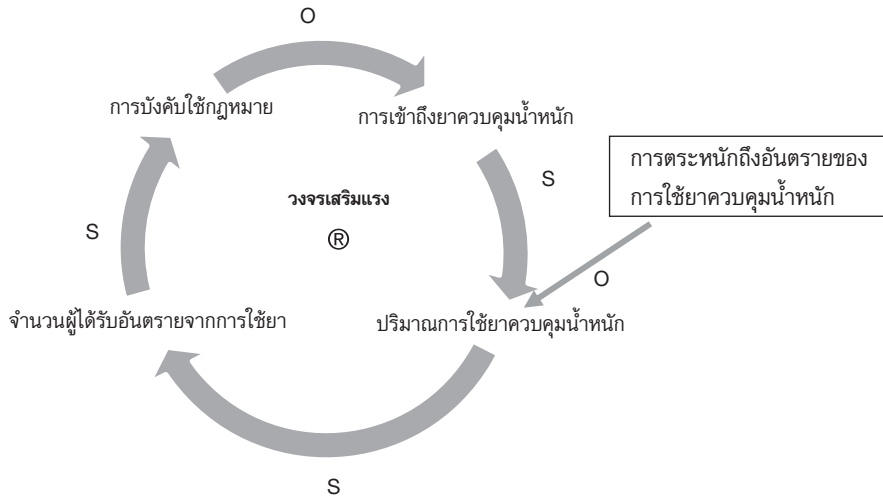 O
การบังคับใช้กฎหมาย
การเข้าถึงยาควบคุมน้ำหนัก
การตระหนักถึงอันตรายของ
การใช้ยาควบคุมน้ำหนัก
S
วงจรเสริมแรง
®
S
O
จำนวนผู้ได้รับอันตรายจากการใช้ยา
ปริมาณการใช้ยาควบคุมน้ำหนัก
S